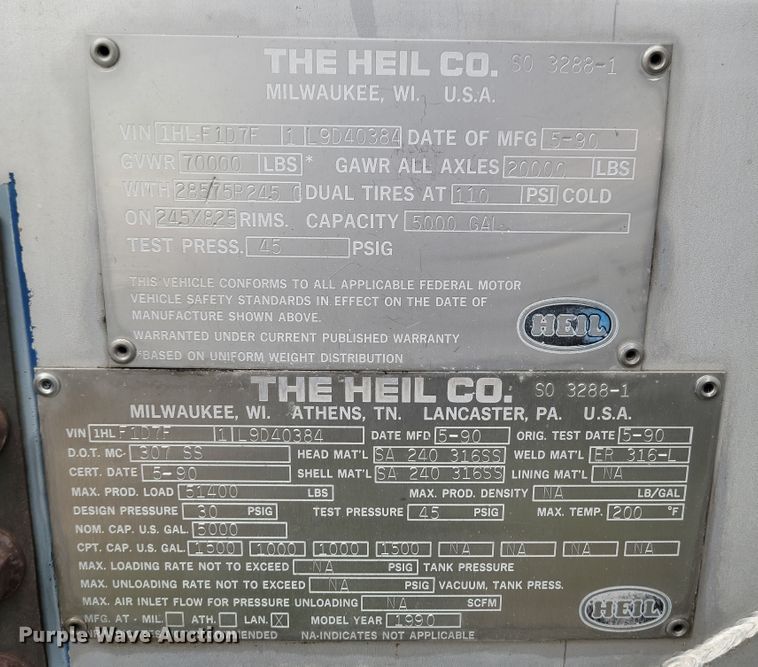 THE HEIL CO. SO 3288-1
MILWAUKEE, WI. U.S.A.
VIN 1HL F1D7F 1 L9D40384 DATE OF MFG 5-90
GVWR 70000 LBS * GAWR ALL AXLES 20000 LBS
WITH 28575P245 G DUAL TIRES AT 110 PSI COLD
ON 245X825 RIMS. CAPACITY 5000 GAL.
TEST PRESS. 45 PSIG
THIS VEHICLE CONFORMS TO ALL APPLICABLE FEDERAL MOTOR
VEHICLE SAFETY STANDARDS IN EFFECT ON THE DATE OF
MANUFACTURE SHOWN ABOVE.
WARRANTED UNDER CURRENT PUBLISHED WARRANTY
*BASED ON UNIFORM WEIGHT DISTRIBUTION
HEIL
THE HEIL CO. SO 3288-1
MILWAUKEE, WI. ATHENS, TN. LANCASTER, PA. U.S.A.
VIN 1HL F1D7F 1 L9D40384 DATE MFD 5-90 ORIG. TEST DATE 5-90
D.O.T. MC- 307 SS HEAD MAT'L SA 240 316SS WELD MAT'L ER 316-L
CERT. DATE 5-90 SHELL MAT'L SA 240 316SS LINING MAT'L NA
MAX. PROD. LOAD 51400 LBS MAX. PROD. DENSITY NA LB/GAL
DESIGN PRESSURE 30 PSIG TEST PRESSURE 45 PSIG MAX. TEMP. 200 °F
NOM. CAP. U.S. GAL. 5000
CPT. CAP. U.S. GAL. 1500 1000 1000 1500 NA NA NA NA
MAX. LOADING RATE NOT TO EXCEED NA PSIG TANK PRESSURE
MAX. UNLOADING RATE NOT TO EXCEED NA PSIG VACUUM, TANK PRESS.
MAX. AIR INLET FLOW FOR PRESSURE UNLOADING NA SCFM
MFG. AT - MIL. ATH. LAN. X MODEL YEAR 1990
NA-INDICATES NOT APPLICABLE
HEIL
Purple Wave Auction